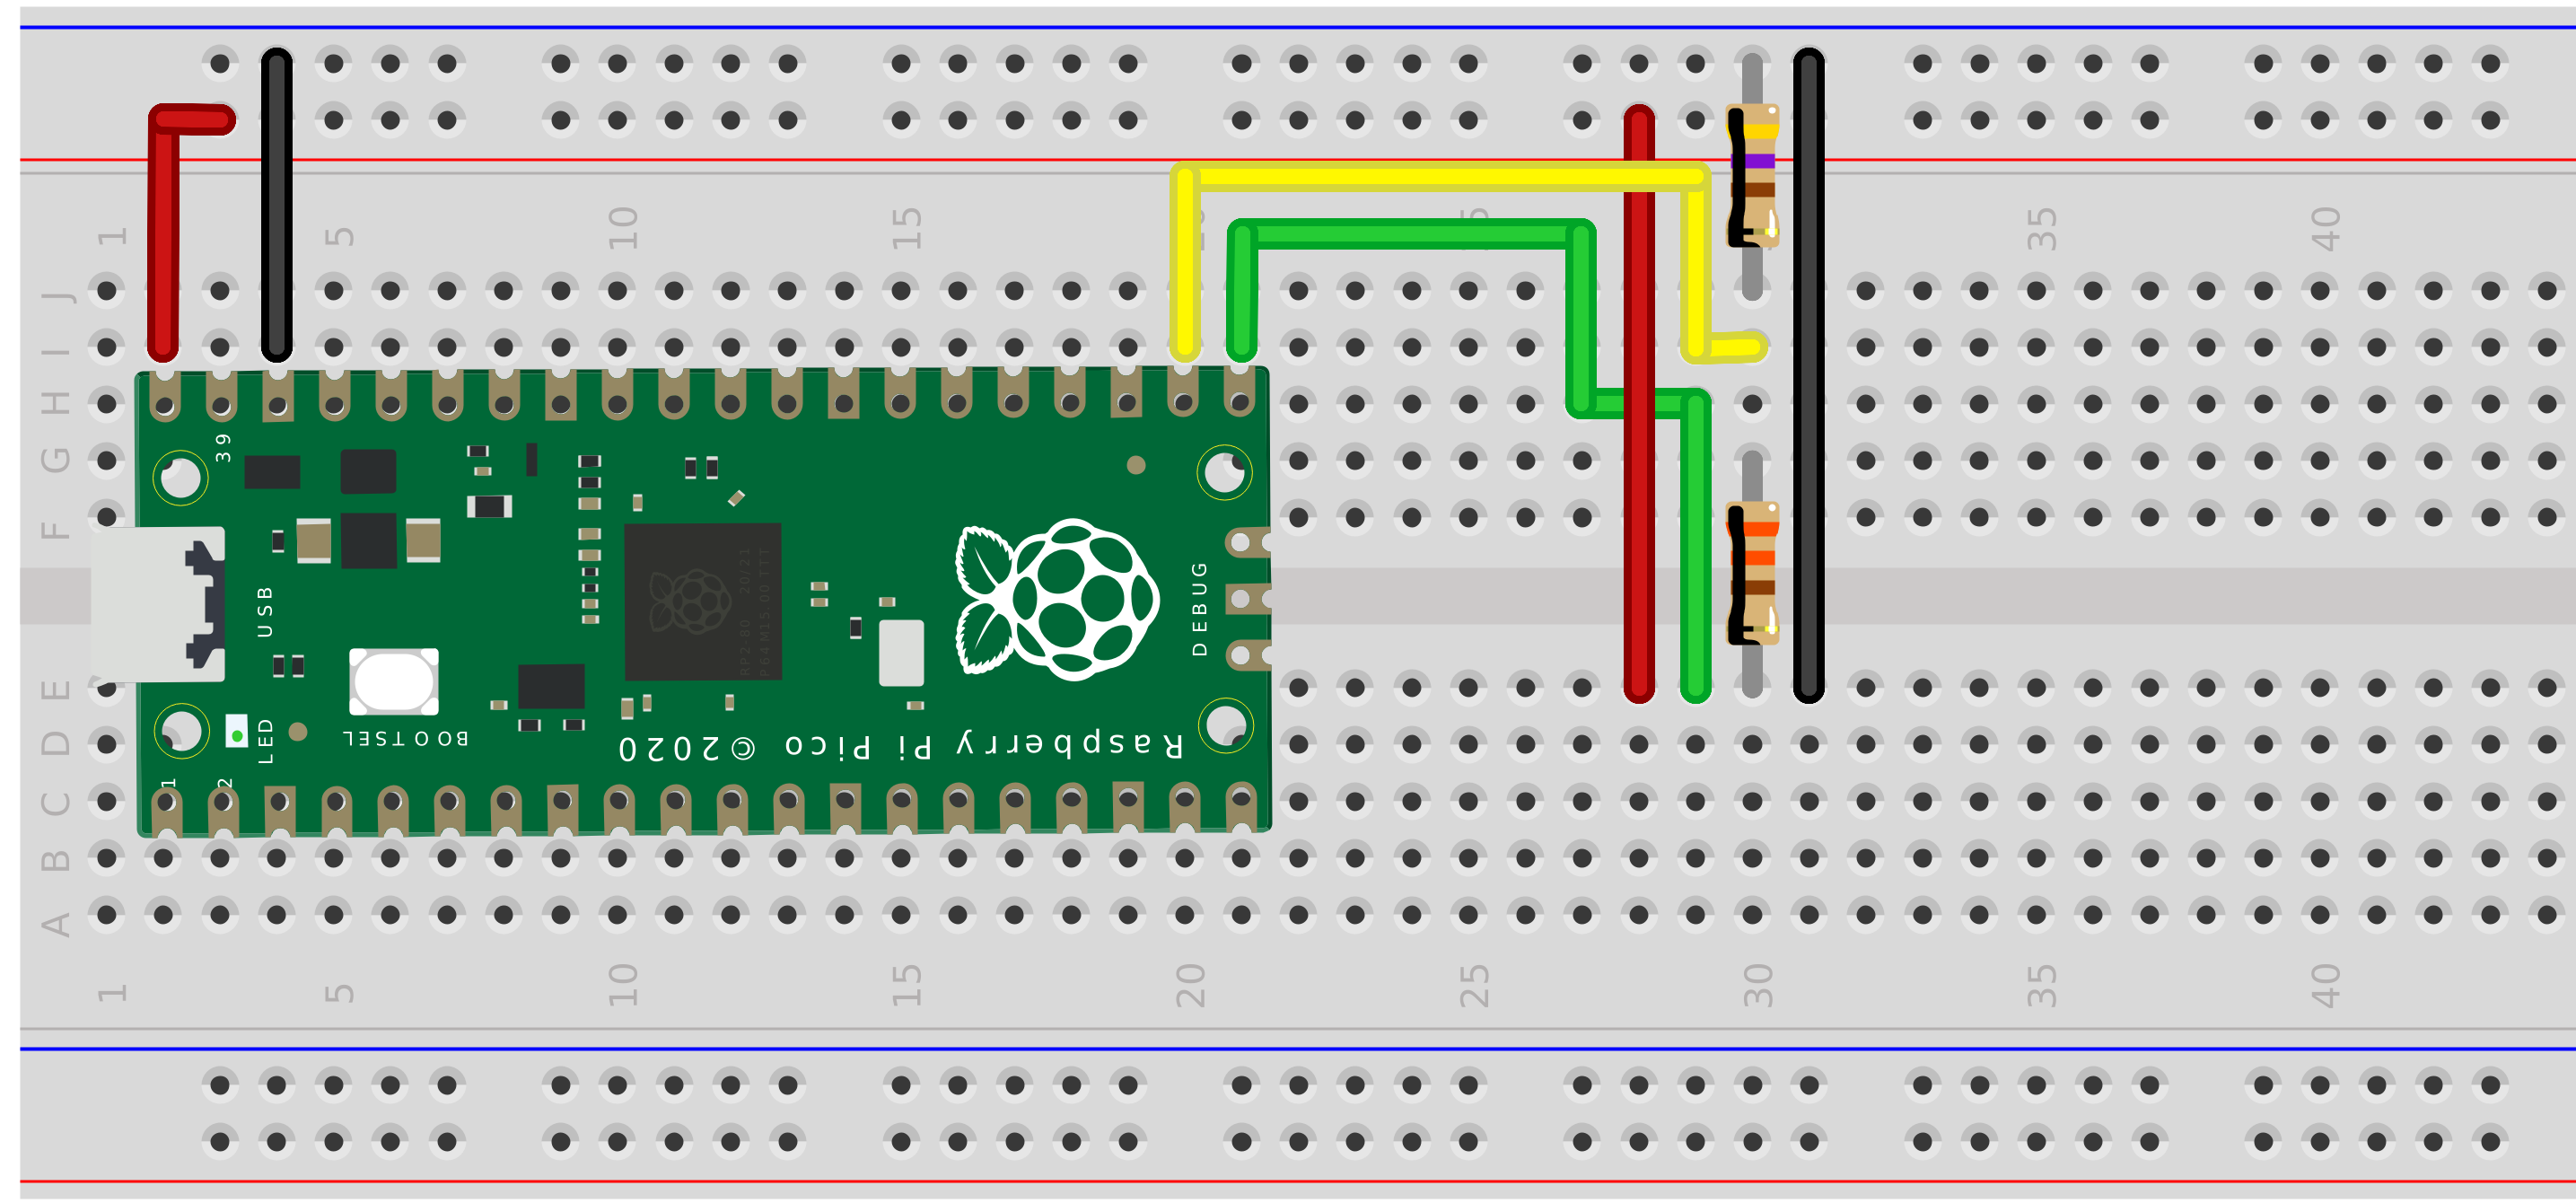 1 5 10 15 35 40
J
I
H
G
39
F
RP2-B0 20/21
P64M15.00 TTT
USB
DEBUG
E
LED
BOOTSEL
Raspberry Pi Pico ©2020
D
1 2
C
B
A
1 5 10 15 20 25 30 35 40